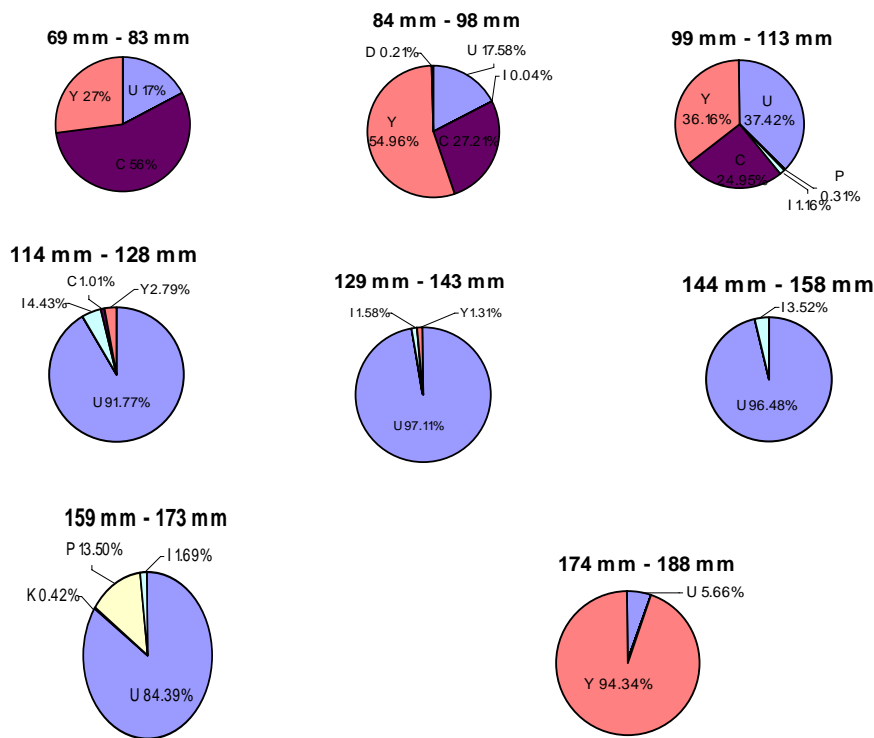 69 mm - 83 mm
Y 27%
U 17%
C 56%
84 mm - 98 mm
D 0.21%
U 17.58%
I 0.04%
Y
54.96%
C 27.21%
99 mm - 113 mm
Y
36.16%
U
37.42%
C
24.95%
P
0.31%
I 1.16%
114 mm - 128 mm
C 1.01%
I 4.43%
Y 2.79%
U 91.77%
129 mm - 143 mm
I 1.58%
Y 1.31%
U 97.11%
144 mm - 158 mm
I 3.52%
U 96.48%
159 mm - 173 mm
P 13.50%
I 1.69%
K 0.42%
U 84.39%
174 mm - 188 mm
U 5.66%
Y 94.34%